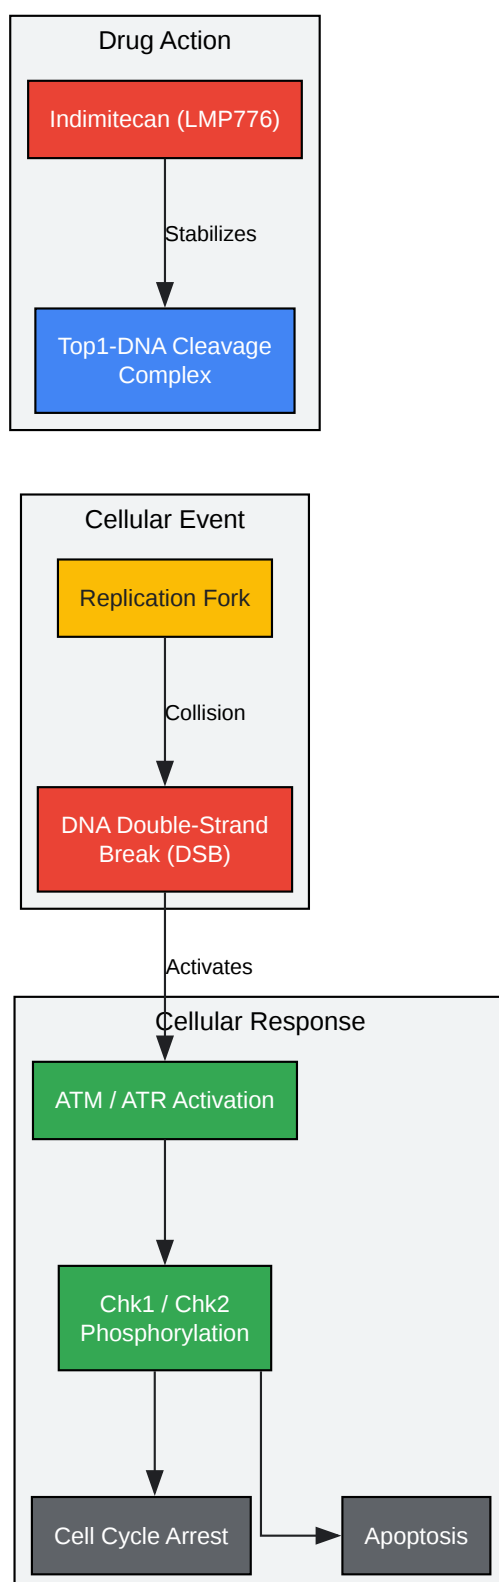 Drug Action
Indimitecan (LMP776)
Stabilizes
Top1-DNA Cleavage
Complex
Cellular Event
Replication Fork
Collision
DNA Double-Strand
Break (DSB)
Activates
Cellular Response
ATM / ATR Activation
Chk1 / Chk2
Phosphorylation
Cell Cycle Arrest
Apoptosis